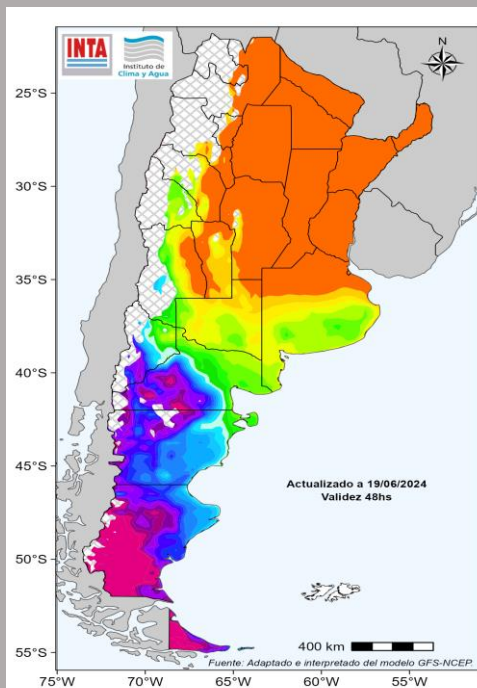 INTA
Instituto de
Clima y Agua
N
25°S
30°S
35°S
40°S
45°S
50°S
55°S
Actualizado a 19/06/2024
Validez 48hs
400 km
Fuente: Adaptado e interpretado del modelo GFS-NCEP.
75°W
70°W
65°W
60°W
55°W